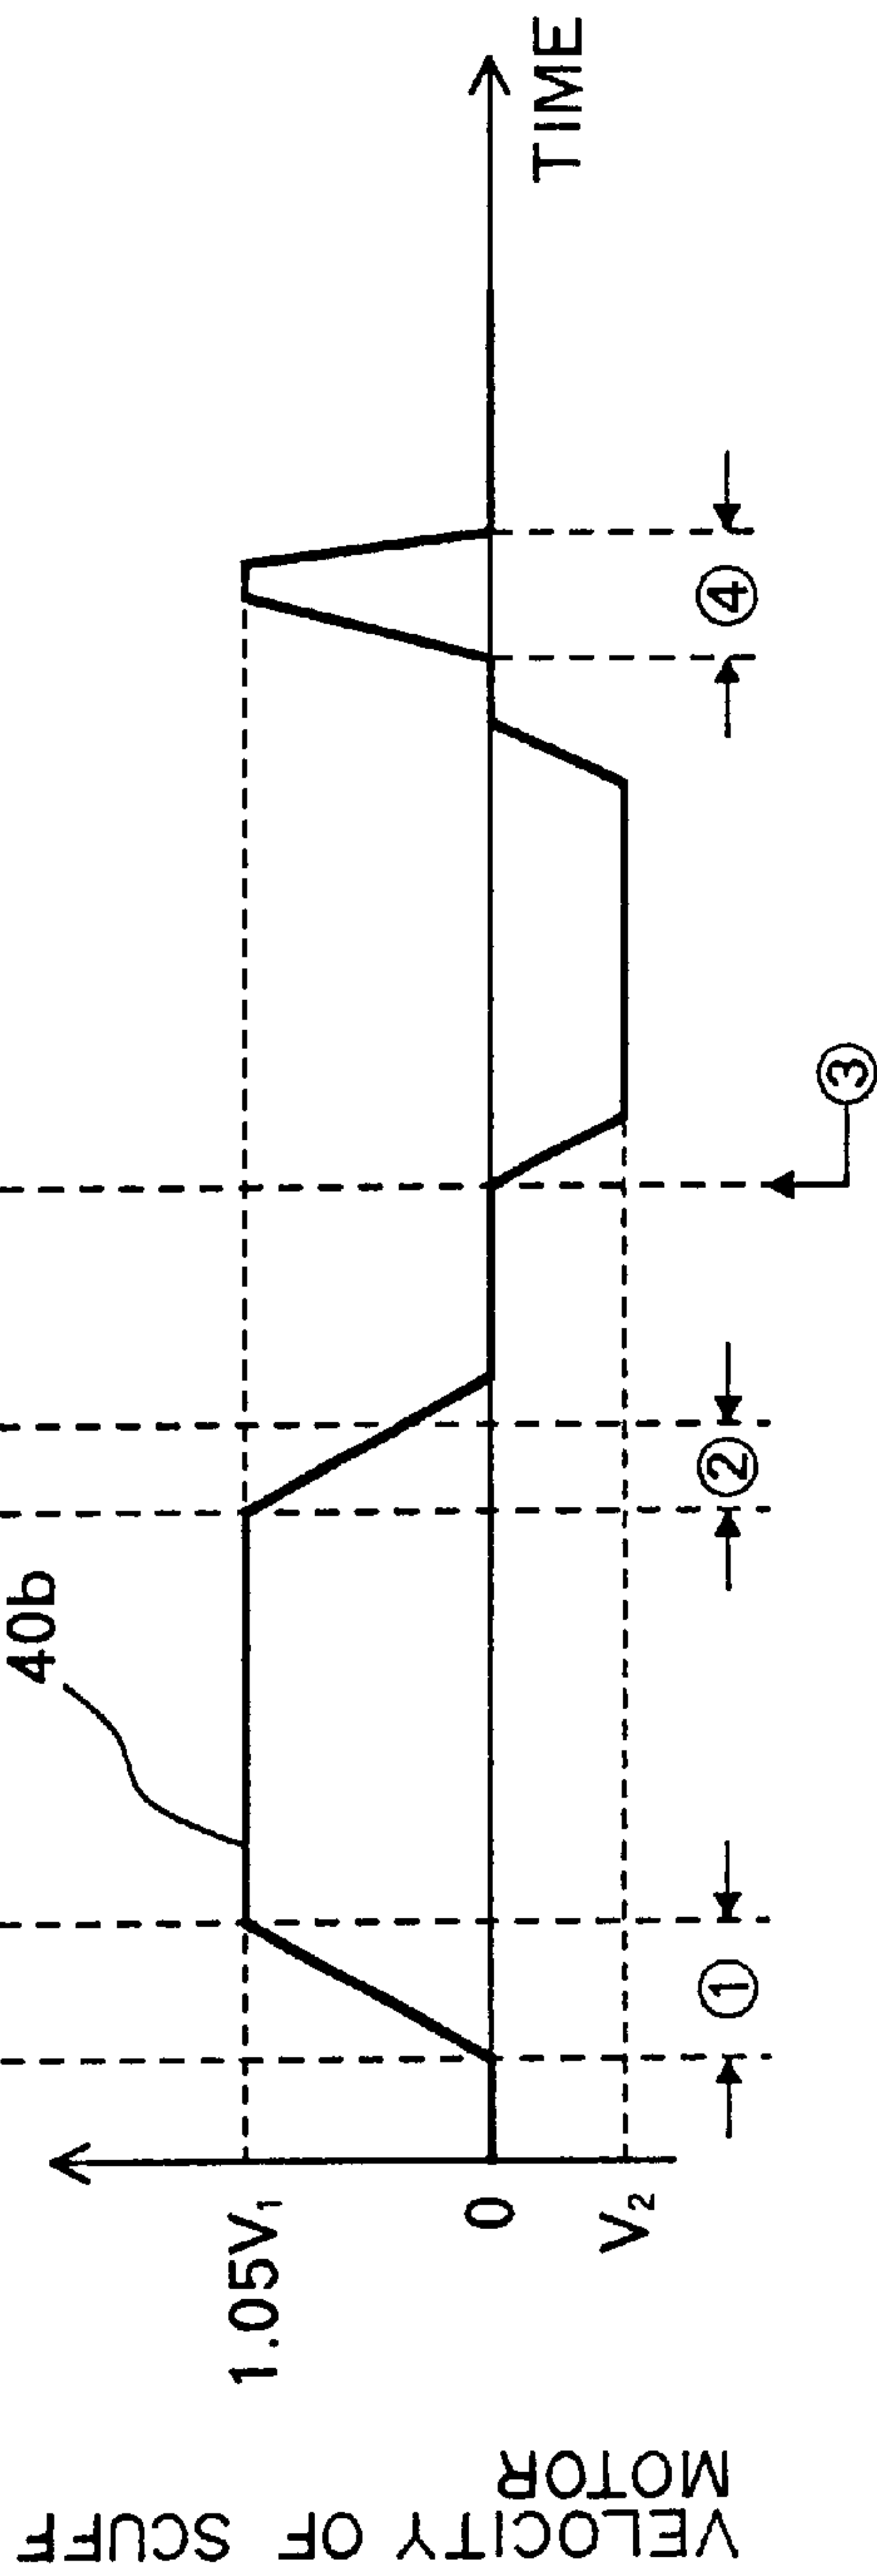 VELOCITY OF SCUFF
MOTOR
1.05V₁
0
V₂
40b
TIME
①
②
③
④